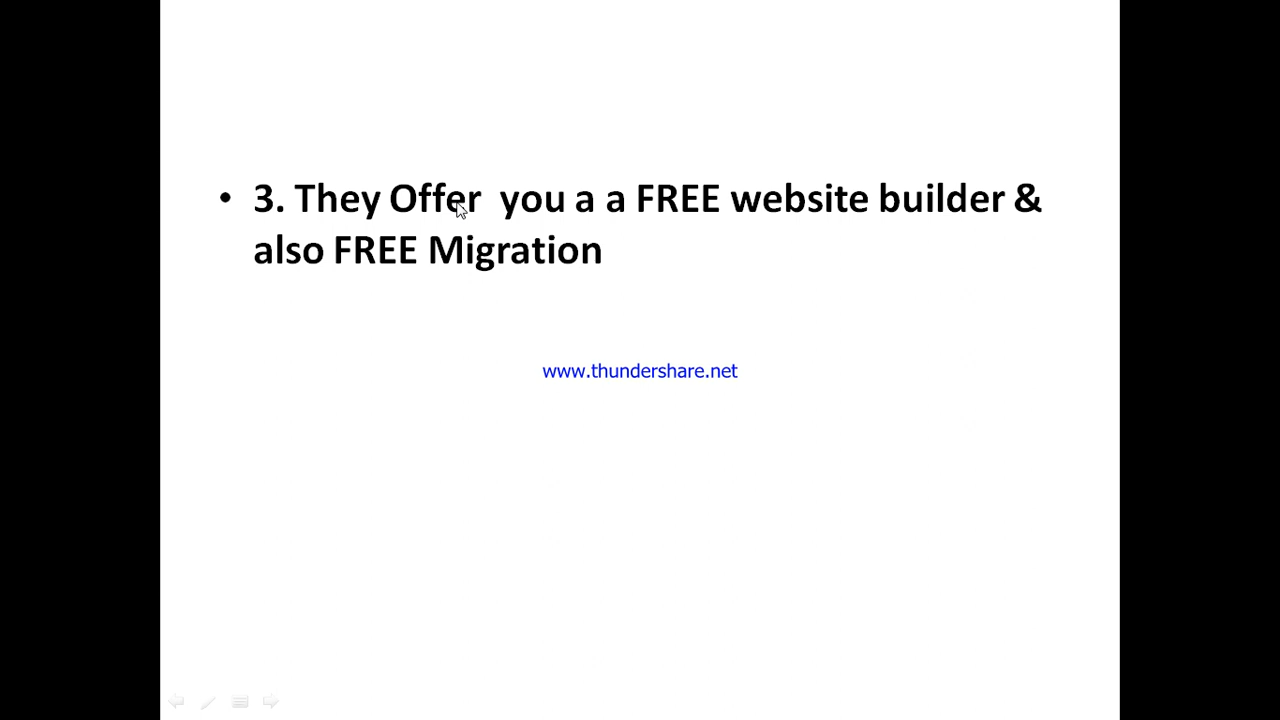 • 3. They Offer  you a a FREE website builder &
also FREE Migration
www.thundershare.net